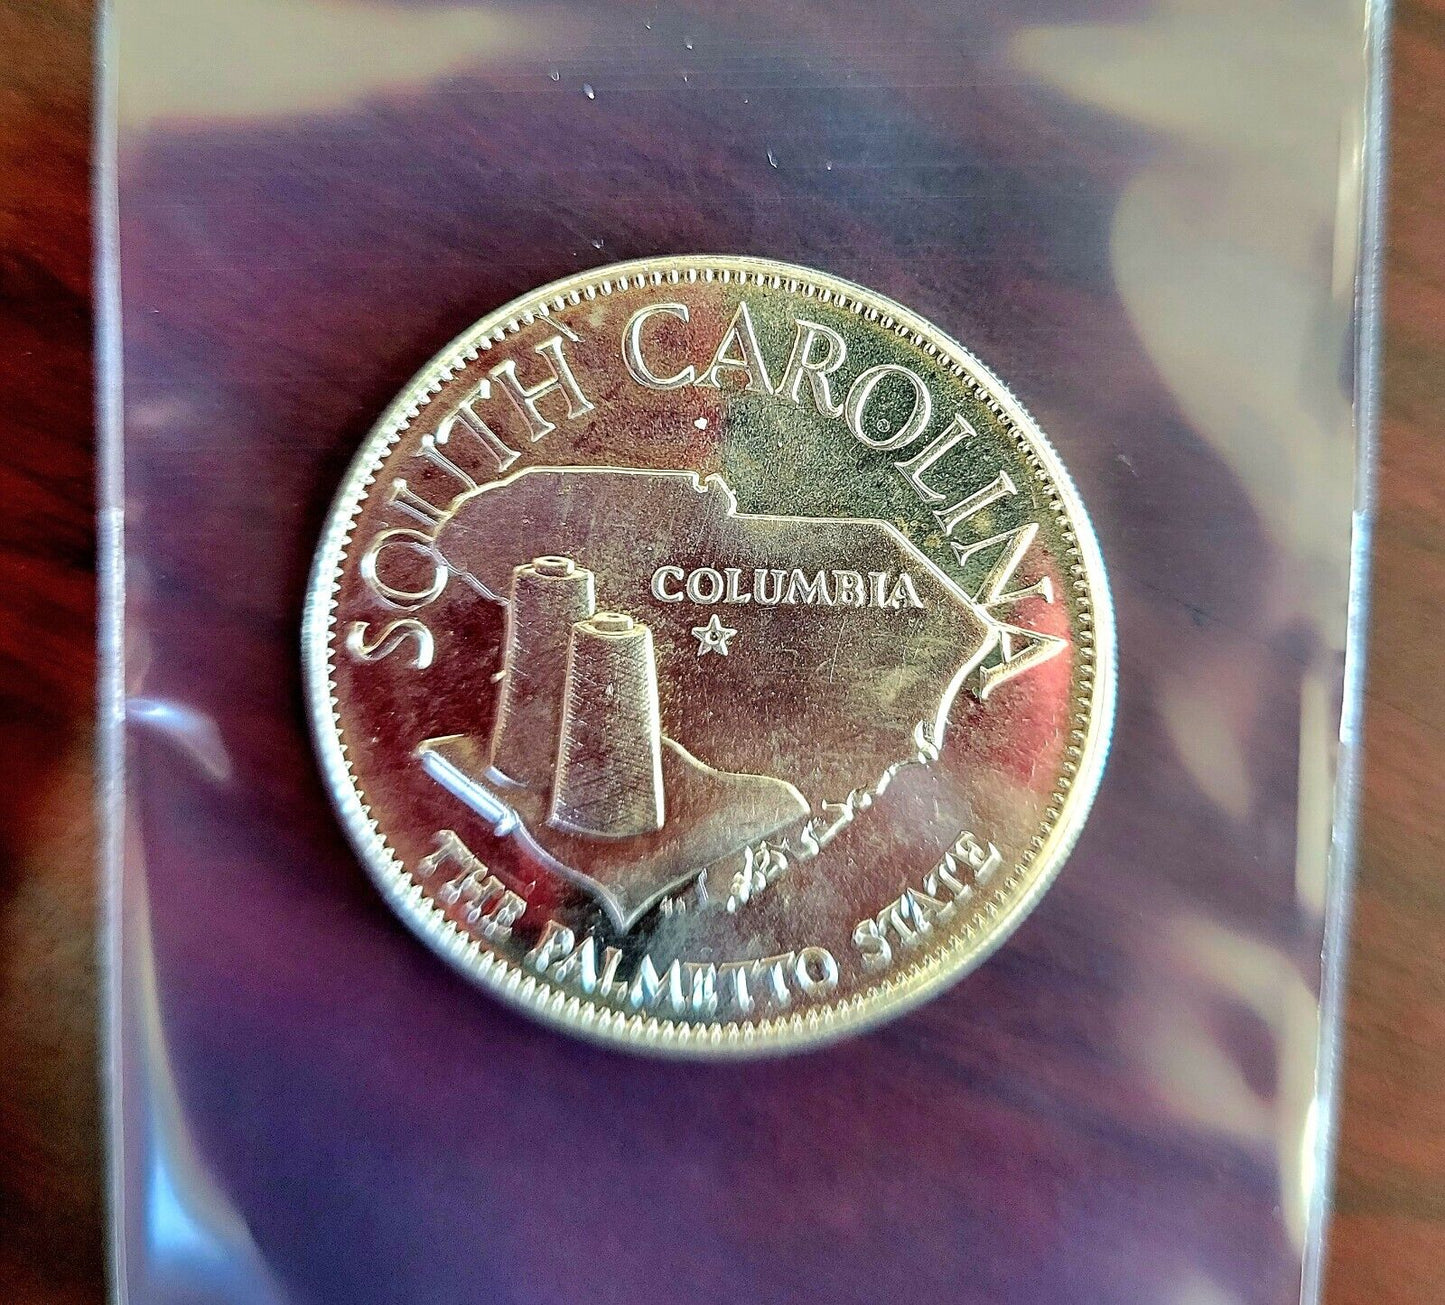 SOUTH CAROLINA
COLUMBIA
THE PALMETTO STATE